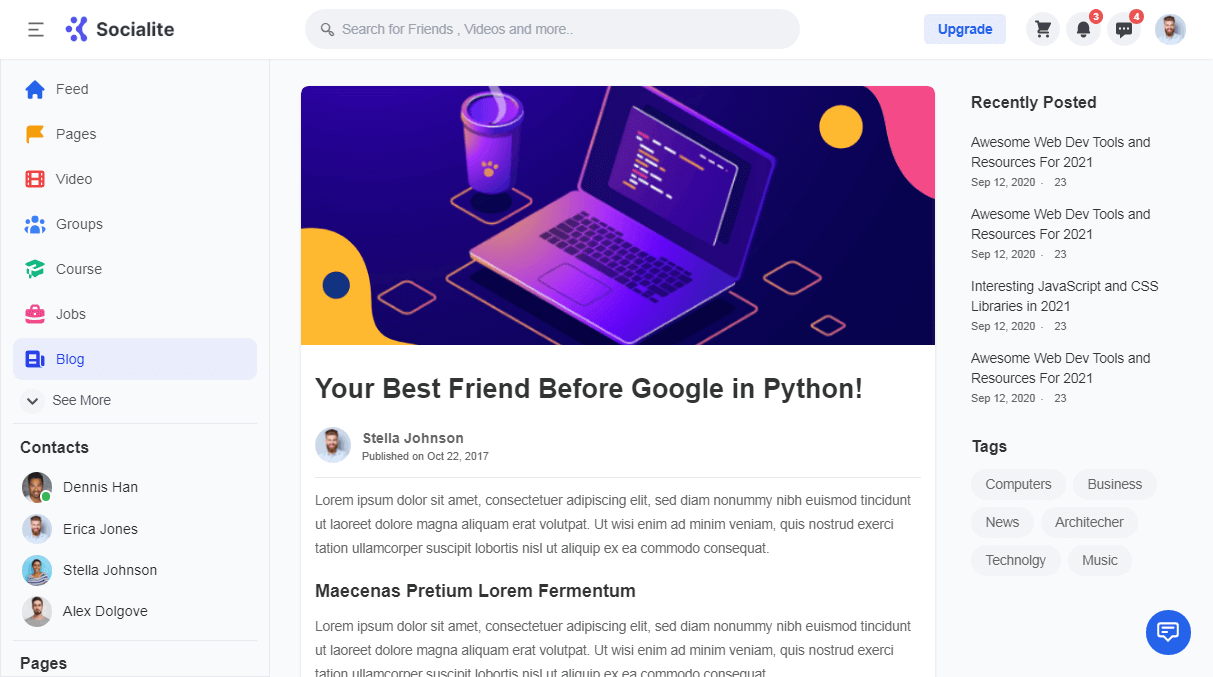 Socialite
Search for Friends , Videos and more..
Upgrade
3
4
Feed
Pages
Video
Groups
Course
Jobs
Blog
See More
Contacts
Dennis Han
Erica Jones
Stella Johnson
Alex Dolgove
Pages
Your Best Friend Before Google in Python!
Stella Johnson
Published on Oct 22, 2017
Lorem ipsum dolor sit amet, consectetuer adipiscing elit, sed diam nonummy nibh euismod tincidunt
ut laoreet dolore magna aliquam erat volutpat. Ut wisi enim ad minim veniam, quis nostrud exerci
tation ullamcorper suscipit lobortis nisl ut aliquip ex ea commodo consequat.
Maecenas Pretium Lorem Fermentum
Lorem ipsum dolor sit amet, consectetuer adipiscing elit, sed diam nonummy nibh euismod tincidunt
ut laoreet dolore magna aliquam erat volutpat. Ut wisi enim ad minim veniam, quis nostrud exerci
tation ullamcorper suscipit lobortis nisl ut aliquip ex ea commodo consequat.
Recently Posted
Awesome Web Dev Tools and
Resources For 2021
Sep 12, 2020 · 23
Awesome Web Dev Tools and
Resources For 2021
Sep 12, 2020 · 23
Interesting JavaScript and CSS
Libraries in 2021
Sep 12, 2020 · 23
Awesome Web Dev Tools and
Resources For 2021
Sep 12, 2020 · 23
Tags
Computers
Business
News
Architecher
Technolgy
Music